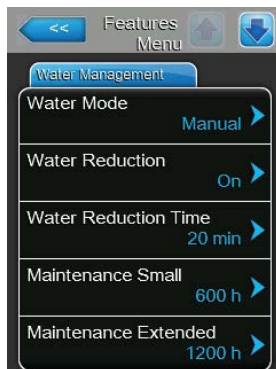 <<
Features
Menu
Water Management
Water Mode
Manual
Water Reduction
On
Water Reduction Time
20 min
Maintenance Small
600 h
Maintenance Extended
1200 h